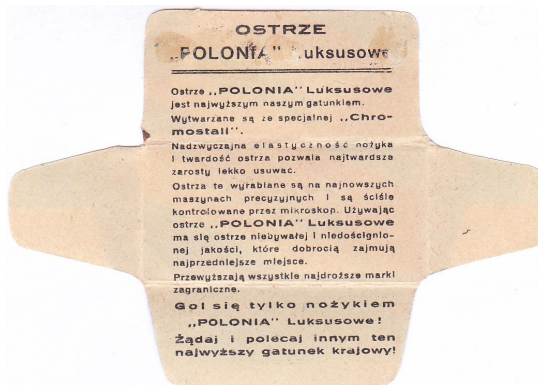 OSTRZE
„POLONIA" Luksusowe
Ostrze „POLONIA" Luksusowe
jest najwyższym naszym gatunkiem.
Wytwarzane są ze specjalnej „Chro-
mostali".
Nadzwyczajna elastyczność nożyka
i twardość ostrza pozwala najtwardsze
zarosty lekko usuwać.
Ostrza te wyrabiane są na najnowszych
maszynach precyzyjnych i są ściśle
kontrolowane przez mikroskop. Używając
ostrze „POLONIA" Luksusowe
ma się ostrze niebywałej i niedoścignio-
nej jakości, które dobrocią zajmują
najprzedniejsze miejsce.
Przewyższają wszystkie najdroższe marki
zagraniczne.
Gol się tylko nożykiem
„POLONIA" Luksusowe!
Żądaj i polecaj innym ten
najwyższy gatunek krajowy!